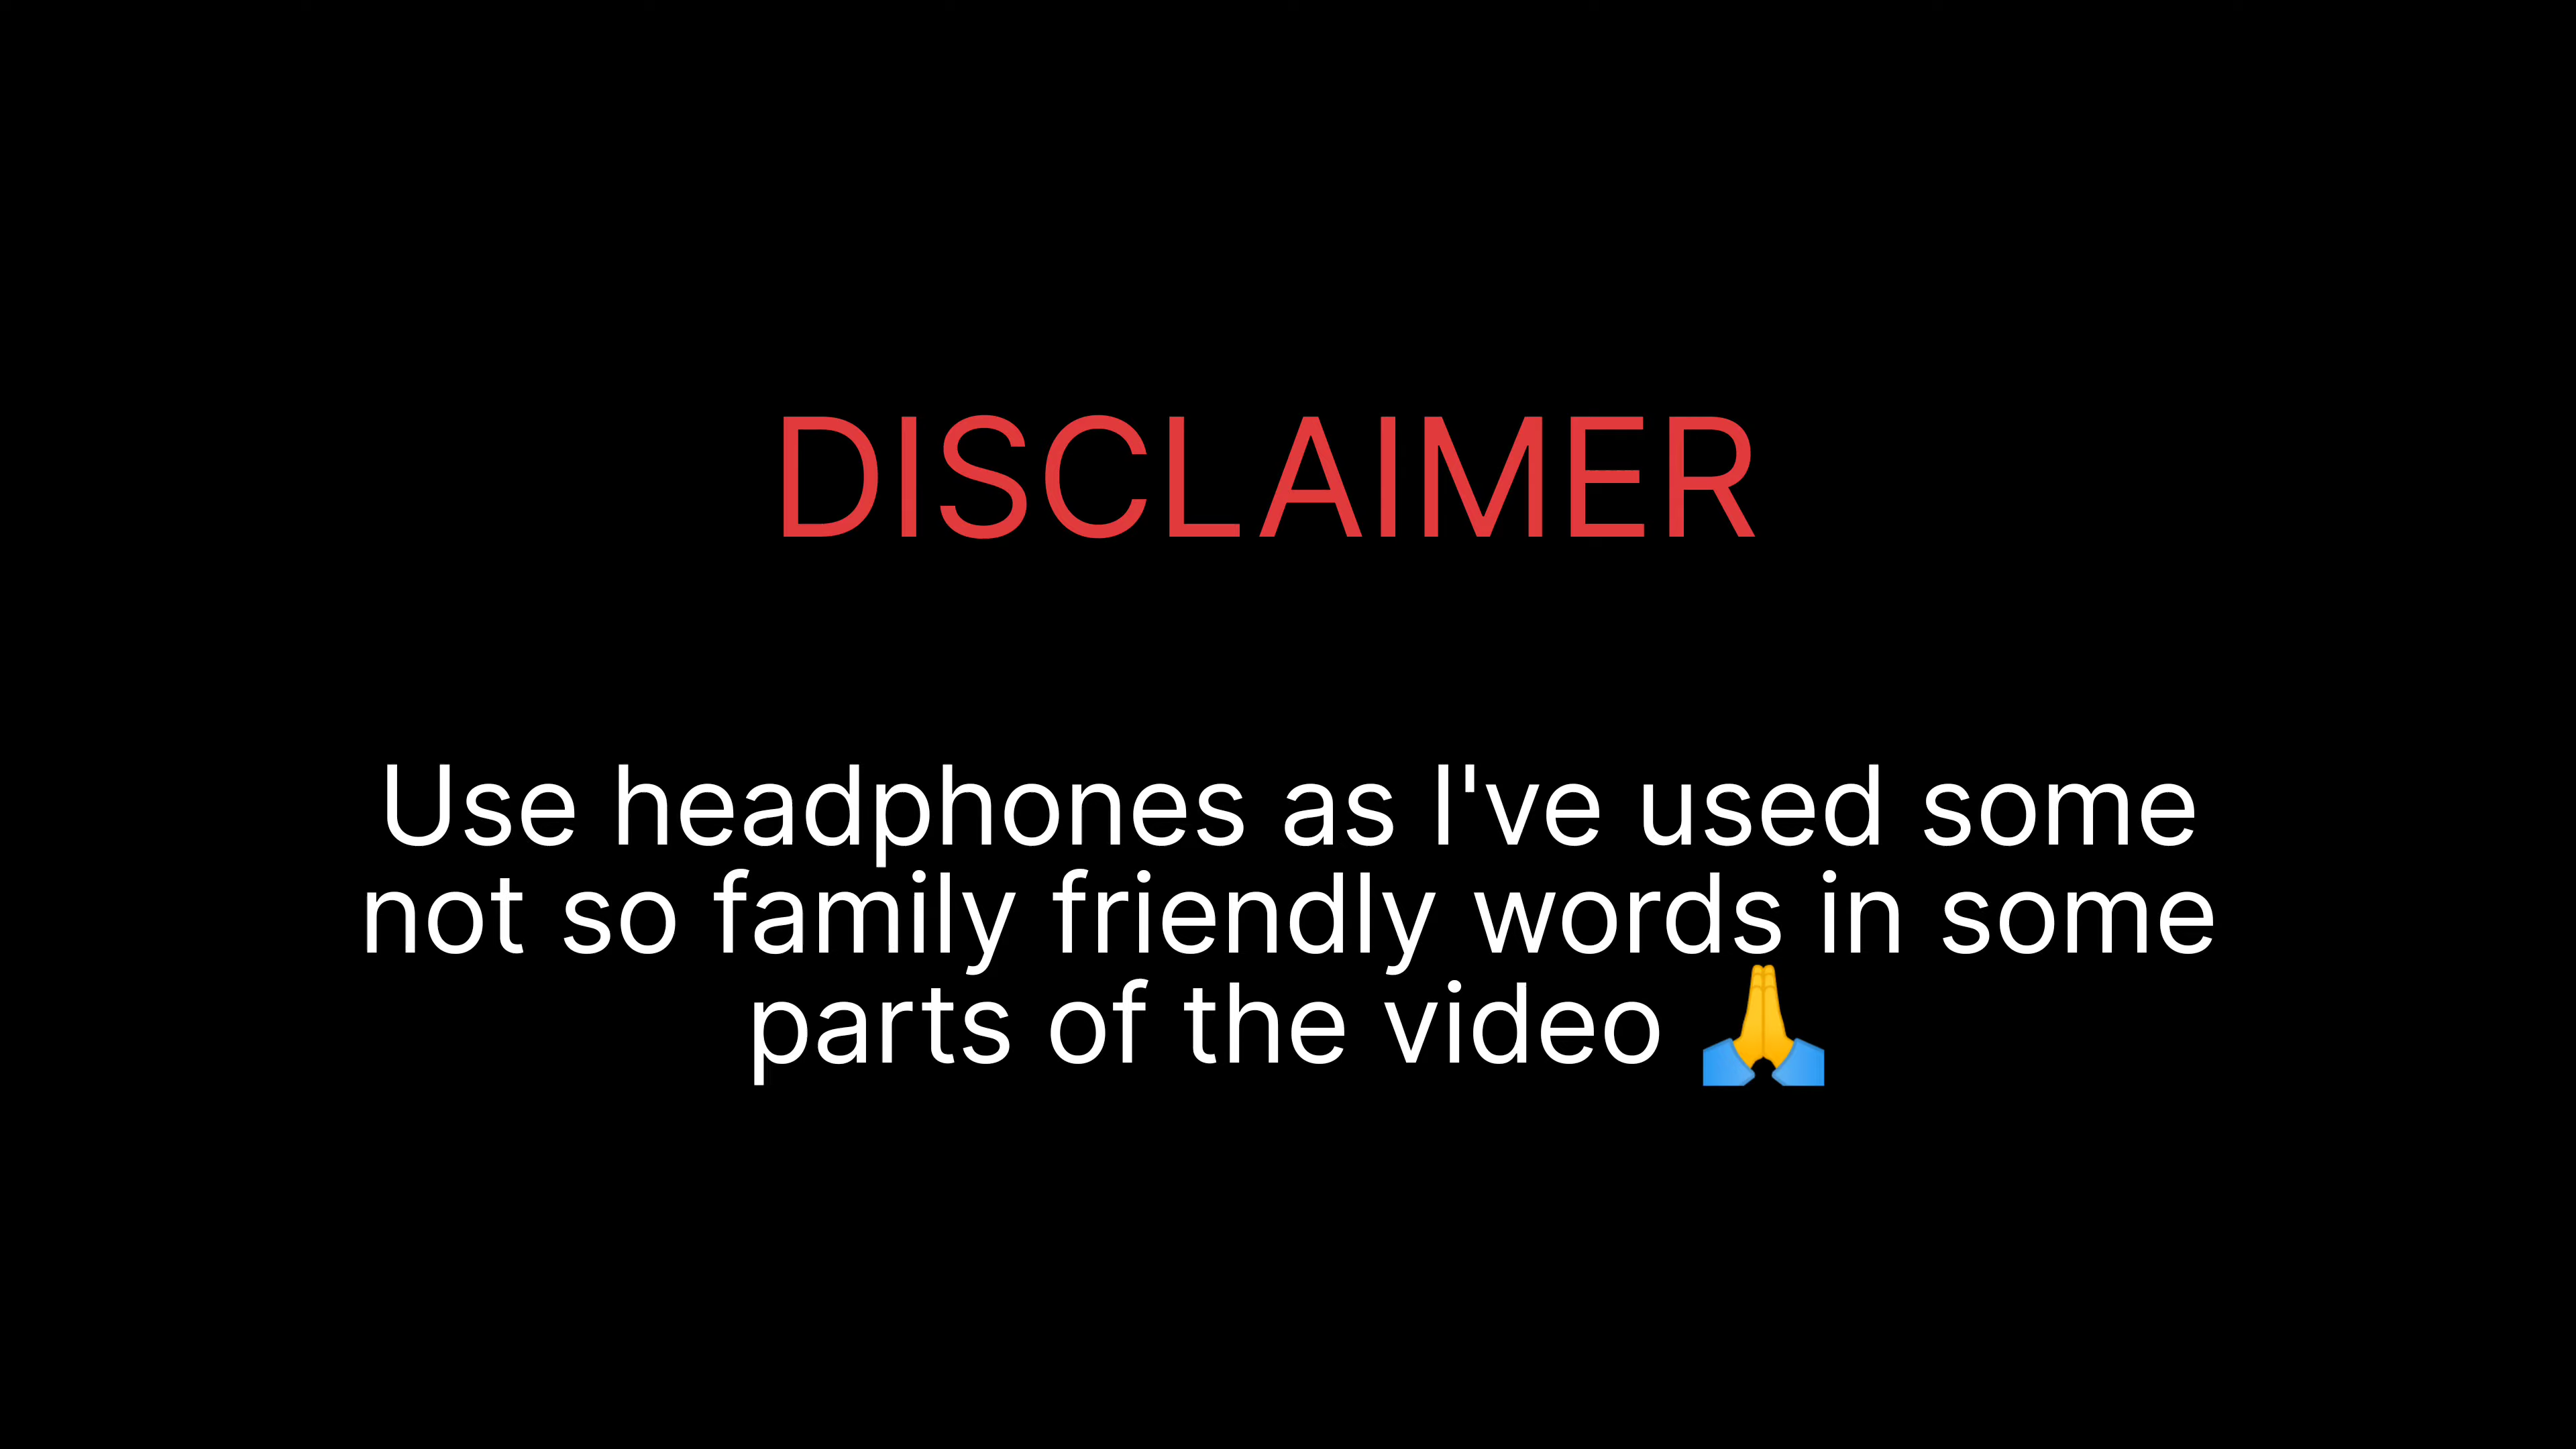 DISCLAIMER
Use headphones as I've used some
not so family friendly words in some
parts of the video 🙏